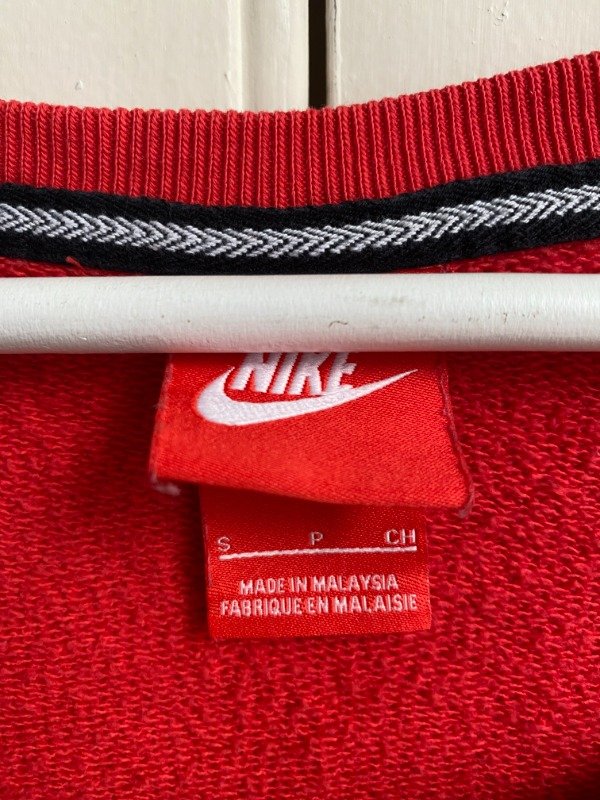 NIKE
S P CH
MADE IN MALAYSIA
FABRIQUE EN MALAISIE